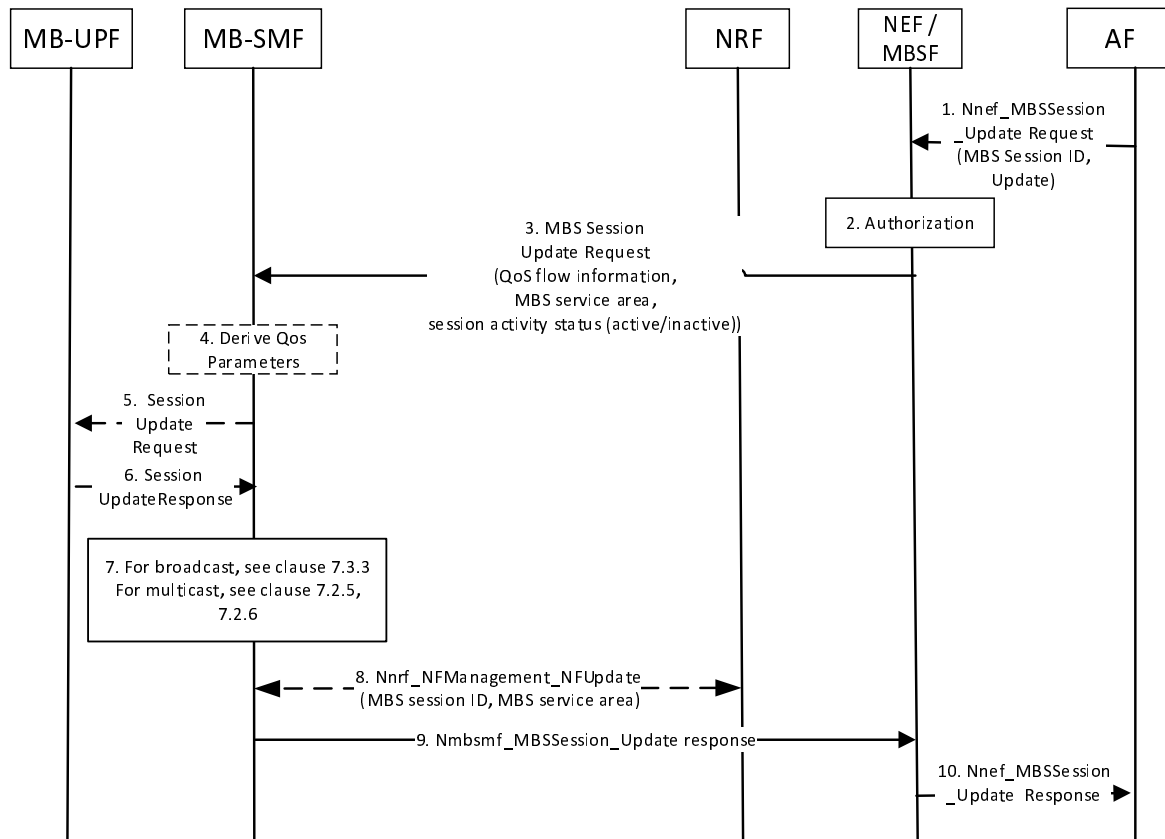 MB-UPF
MB-SMF
NRF
NEF /
MBSF
AF
1. Nnef_MBSSession
_Update Request
(MBS Session ID,
Update)
2. Authorization
3. MBS Session
Update Request
(QoS flow information,
MBS service area,
session activity status (active/inactive))
4. Derive Qos
Parameters
5. Session
Update
Request
6. Session
UpdateResponse
7. For broadcast, see clause 7.3.3
For multicast, see clause 7.2.5,
7.2.6
8. Nnrf_NFManagement_NFUpdate
(MBS session ID, MBS service area)
9. Nmbsmf_MBSSession_Update response
10. Nnef_MBSSession
_Update Response